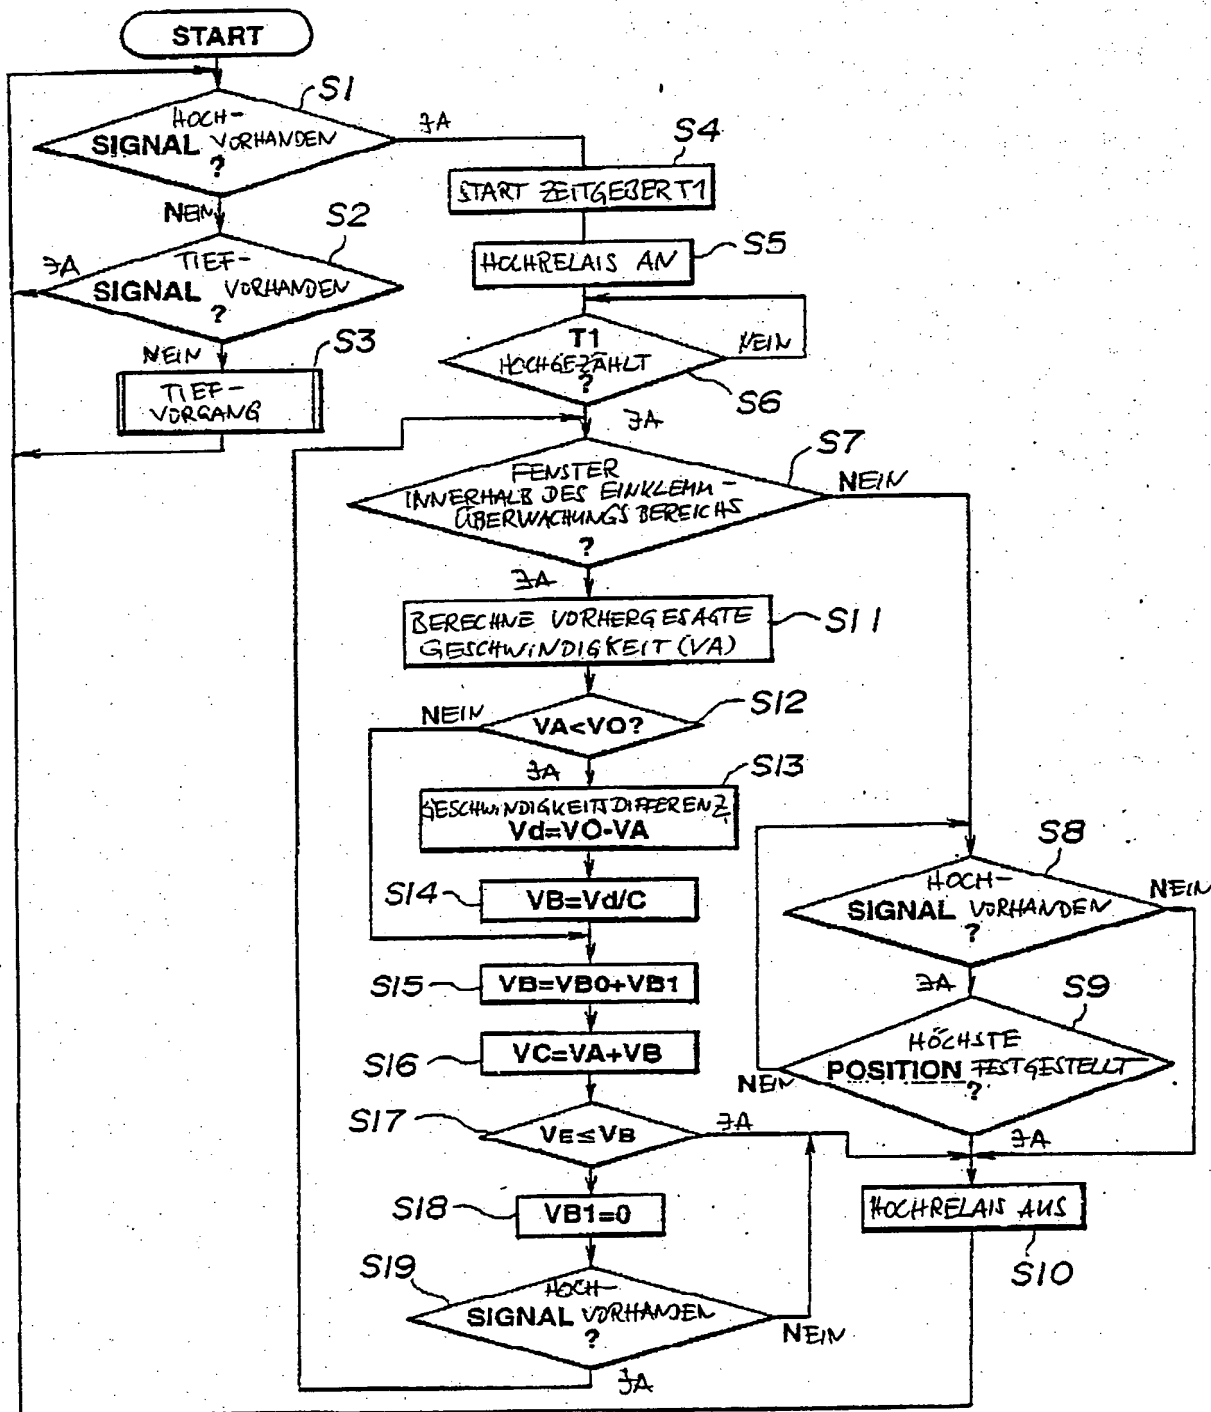 START
S1
HOCH-
SIGNAL VORHANDEN
?
JA
NEIN
S2
TIEF-
SIGNAL VORHANDEN
?
JA
NEIN
S3
TIEF-
VORGANG
S4
START ZEITGEBER T1
S5
HOCHRELAIS AN
T1
HOCHGEZÄHLT
?
NEIN
S6
JA
S7
FENSTER
INNERHALB DES EINKLEMM-
ÜBERWACHUNGSBEREICHS
?
NEIN
JA
BERECHNE VORHERGESAGTE
GESCHWINDIGKEIT (VA)
S11
S12
VA<VO?
NEIN
JA
S13
GESCHWINDIGKEITSDIFFERENZ
Vd=VO-VA
S14
VB=Vd/C
S15
VB=VB0+VB1
S16
VC=VA+VB
S17
VE≤VB
JA
S18
VB1=0
S19
HOCH-
SIGNAL VORHANDEN
?
NEIN
JA
S8
HOCH-
SIGNAL VORHANDEN
?
NEIN
JA
S9
HÖCHSTE
POSITION FESTGESTELLT
?
NEIN
JA
HOCHRELAIS AUS
S10